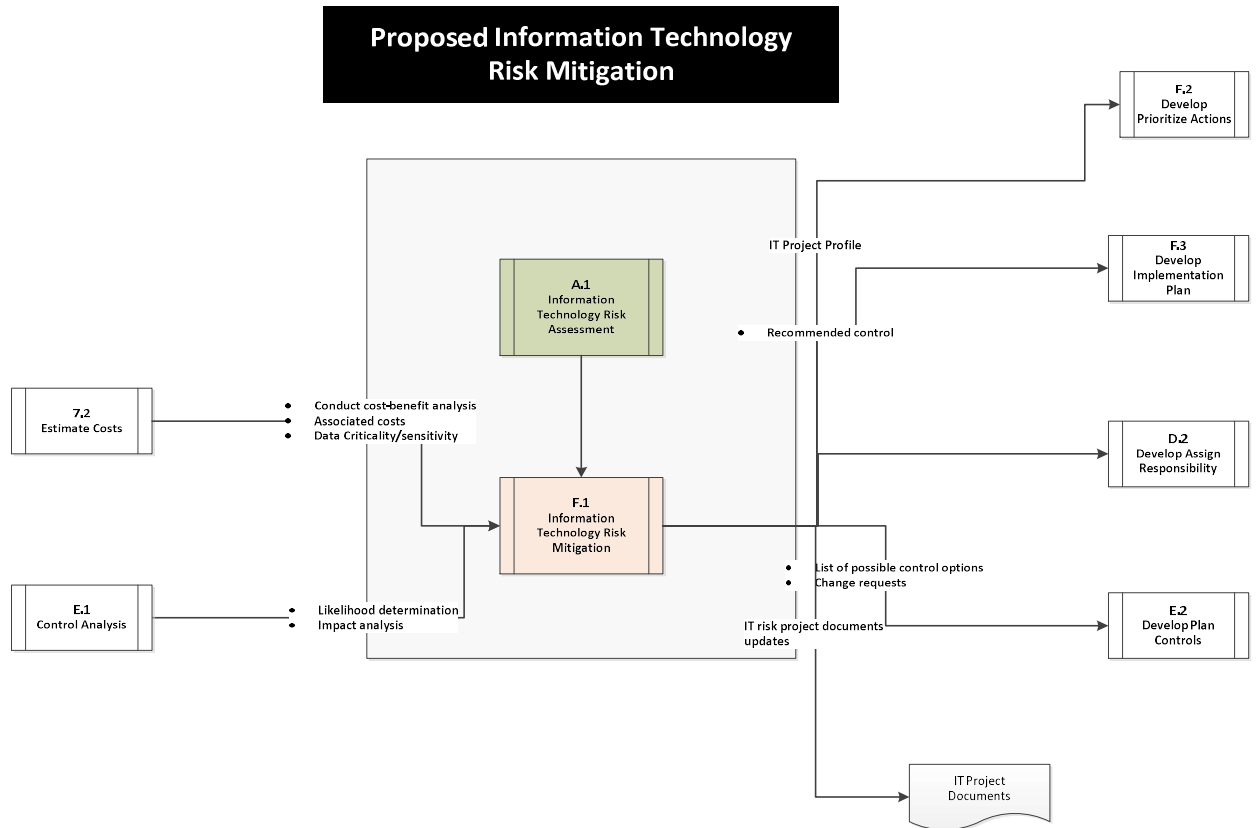 Proposed Information Technology
Risk Mitigation
F.2
Develop
Prioritize Actions
IT Project Profile
F.3
Develop
Implementation
Plan
A.1
Information
Technology Risk
Assessment
• Recommended control
7.2
Estimate Costs
• Conduct cost-benefit analysis
• Associated costs
• Data Criticality/sensitivity
D.2
Develop Assign
Responsibility
F.1
Information
Technology Risk
Mitigation
• List of possible control options
• Change requests
E.1
Control Analysis
• Likelihood determination
• Impact analysis
IT risk project documents
updates
E.2
Develop Plan
Controls
IT Project
Documents